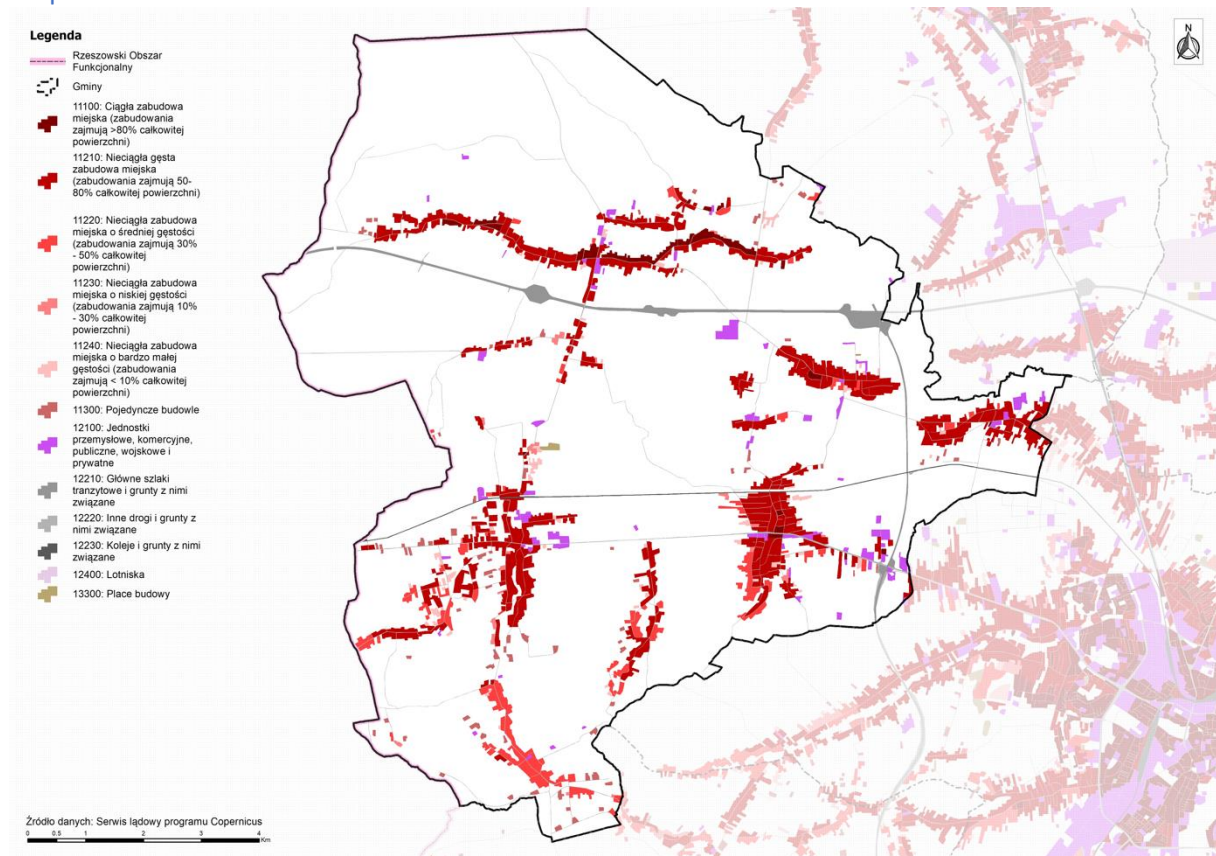 Legenda
Rzeszowski Obszar
Funkcjonalny
Gminy
11100: Ciągła zabudowa
miejska (zabudowania
zajmują >80% całkowitej
powierzchni)
11210: Nieciągła gęsta
zabudowa miejska
(zabudowania zajmują 50-
80% całkowitej powierzchni)
11220: Nieciągła zabudowa
miejska o średniej gęstości
(zabudowania zajmują 30%
- 50% całkowitej
powierzchni)
11230: Nieciągła zabudowa
miejska o niskiej gęstości
(zabudowania zajmują 10%
- 30% całkowitej
powierzchni)
11240: Nieciągła zabudowa
miejska o bardzo małej
gęstości (zabudowania
zajmują < 10% całkowitej
powierzchni)
11300: Pojedyncze budowle
12100: Jednostki
przemysłowe, komercyjne,
publiczne, wojskowe i
prywatne
12210: Główne szlaki
tranzytowe i grunty z nimi
związane
12220: Inne drogi i grunty z
nimi związane
12230: Koleje i grunty z nimi
związane
12400: Lotniska
13300: Place budowy
N
Źródło danych: Serwis lądowy programu Copernicus
0 0.5 1 2 3 4
Km